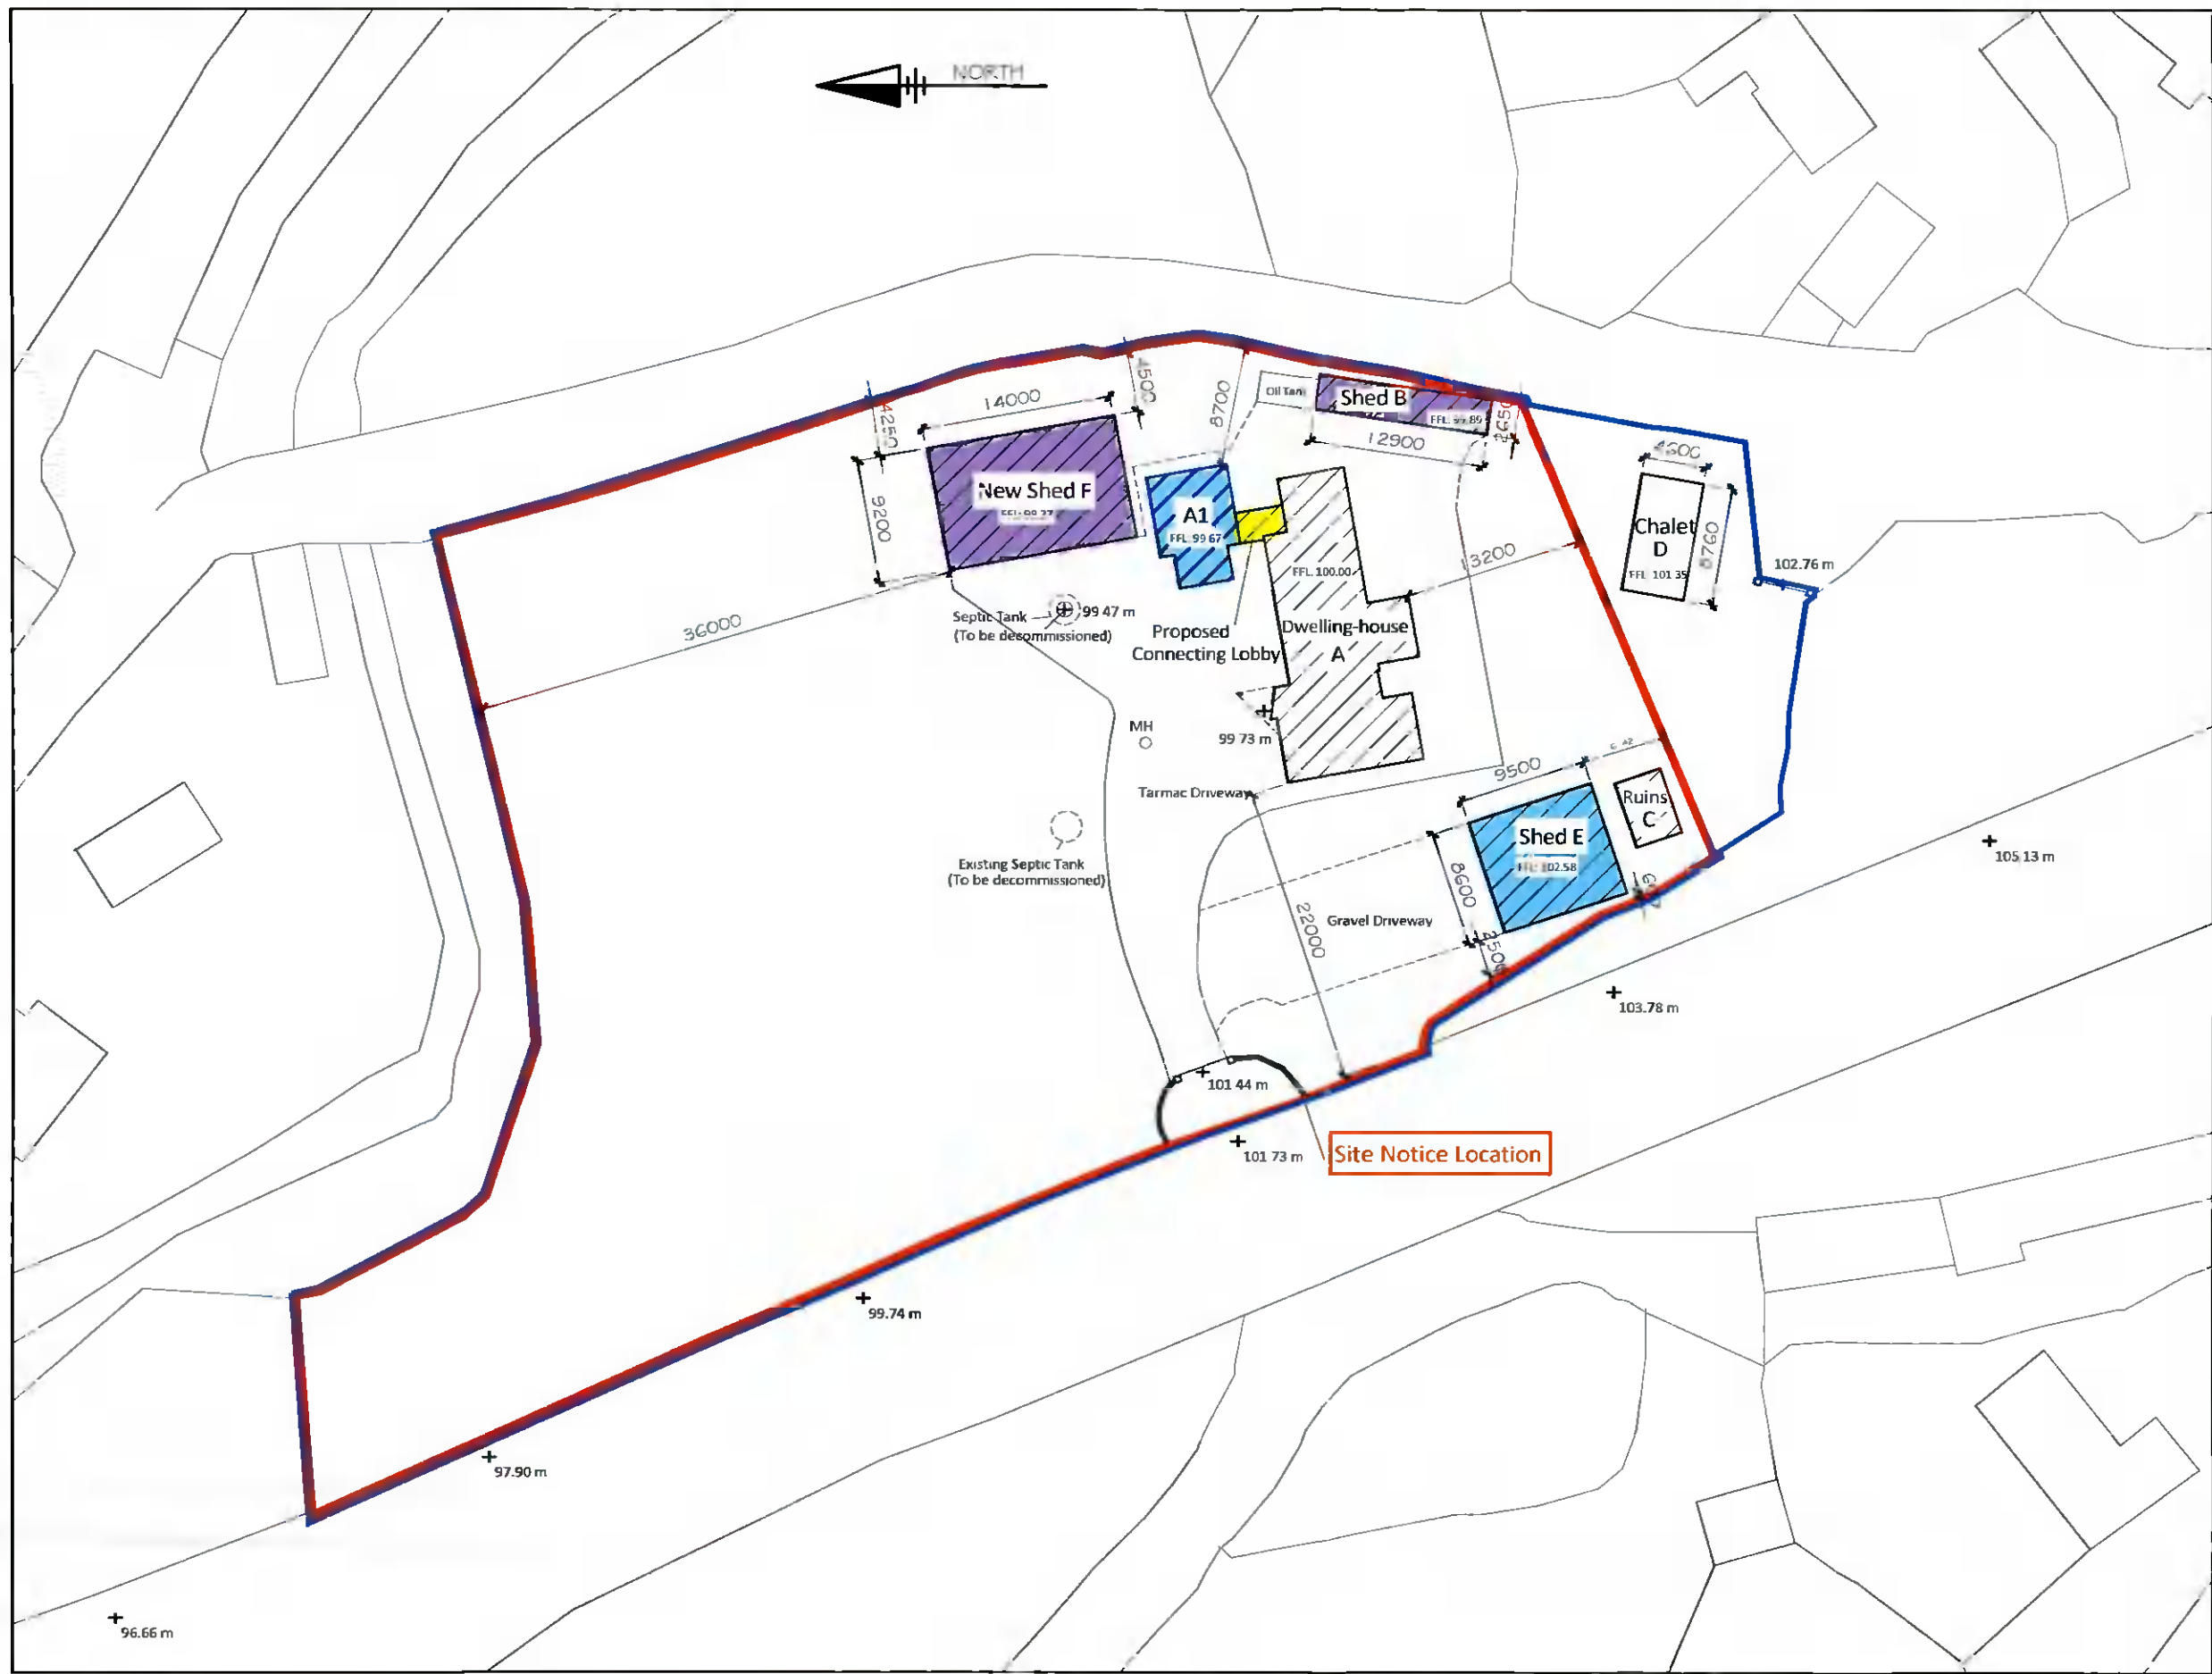 NORTH
14000
4500
4250
8700
Oil Tank
Shed B
FFL: 99.89
12900
New Shed F
9200
A1
FFL. 99 67
4500
Chalet
D
FFL 101 35
8760
102.76 m
13200
FFL. 100.00
36000
Septic Tank
(To be decommissioned)
99 47 m
Proposed
Connecting Lobby
Dwelling-house
A
MH
99 73 m
Tarmac Driveway
9500
Ruins
C
Shed E
FFL: 102.58
8600
105 13 m
Existing Septic Tank
(To be decommissioned)
Gravel Driveway
22000
2500
103.78 m
101 44 m
101 73 m
Site Notice Location
99.74 m
97.90 m
96.66 m